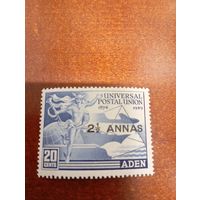 UNIVERSAL
POSTAL UNION
1874 1949
2½ ANNAS
20
CENTS
ADEN